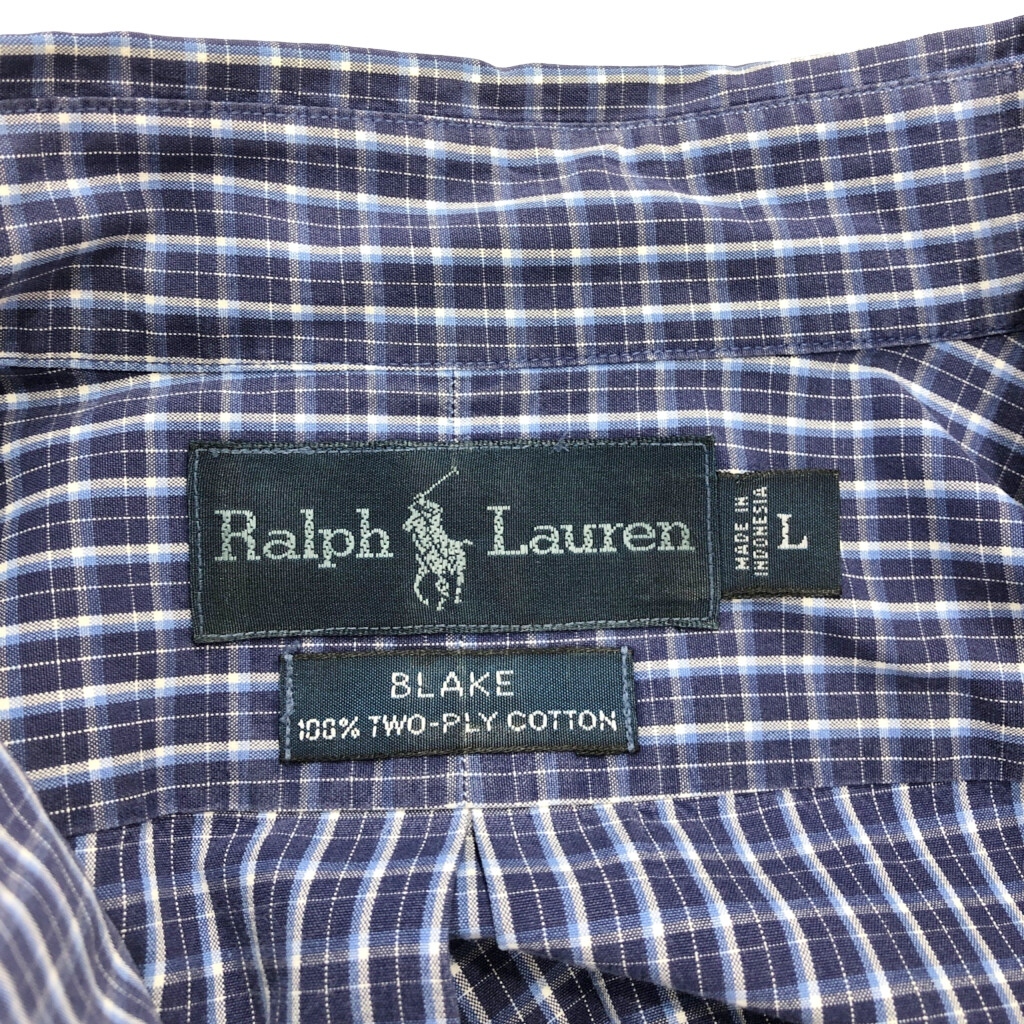 Ralph Lauren
MADE IN
INDONESIA
L
BLAKE
100% TWO-PLY COTTON